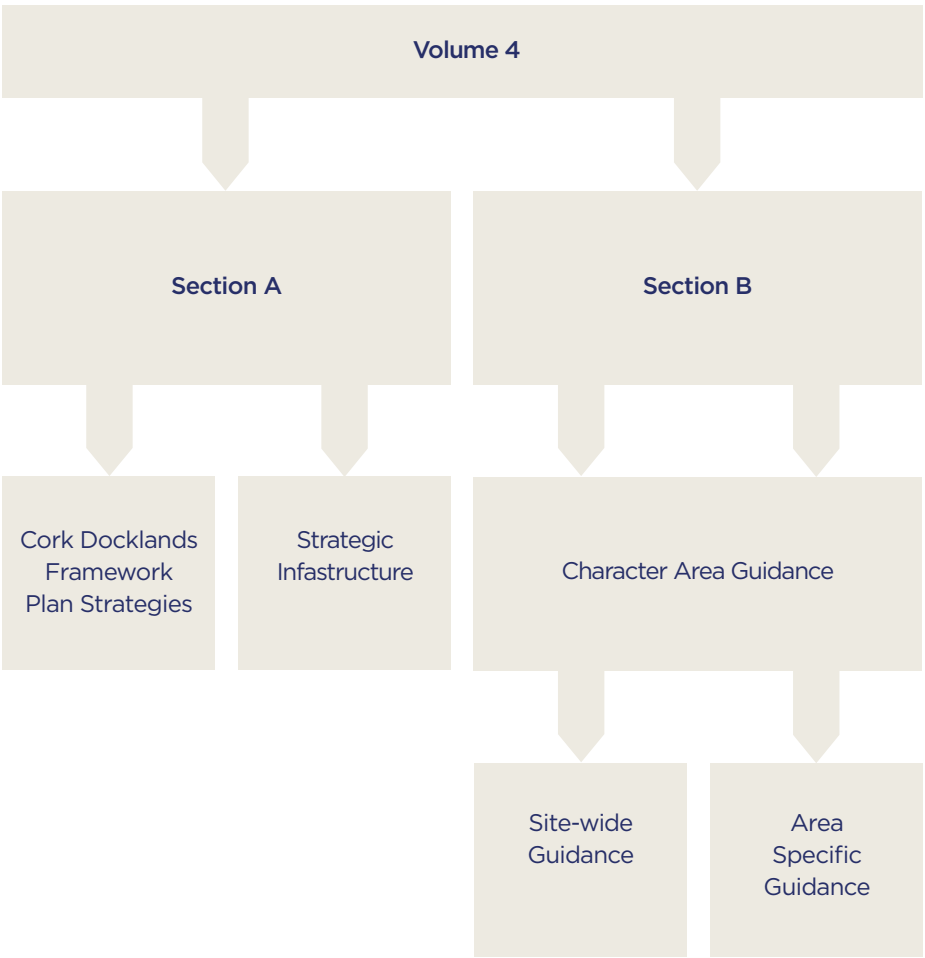 Volume 4
Section A
Section B
Cork Docklands
Framework
Plan Strategies
Strategic
Infastructure
Character Area Guidance
Site-wide
Guidance
Area
Specific
Guidance